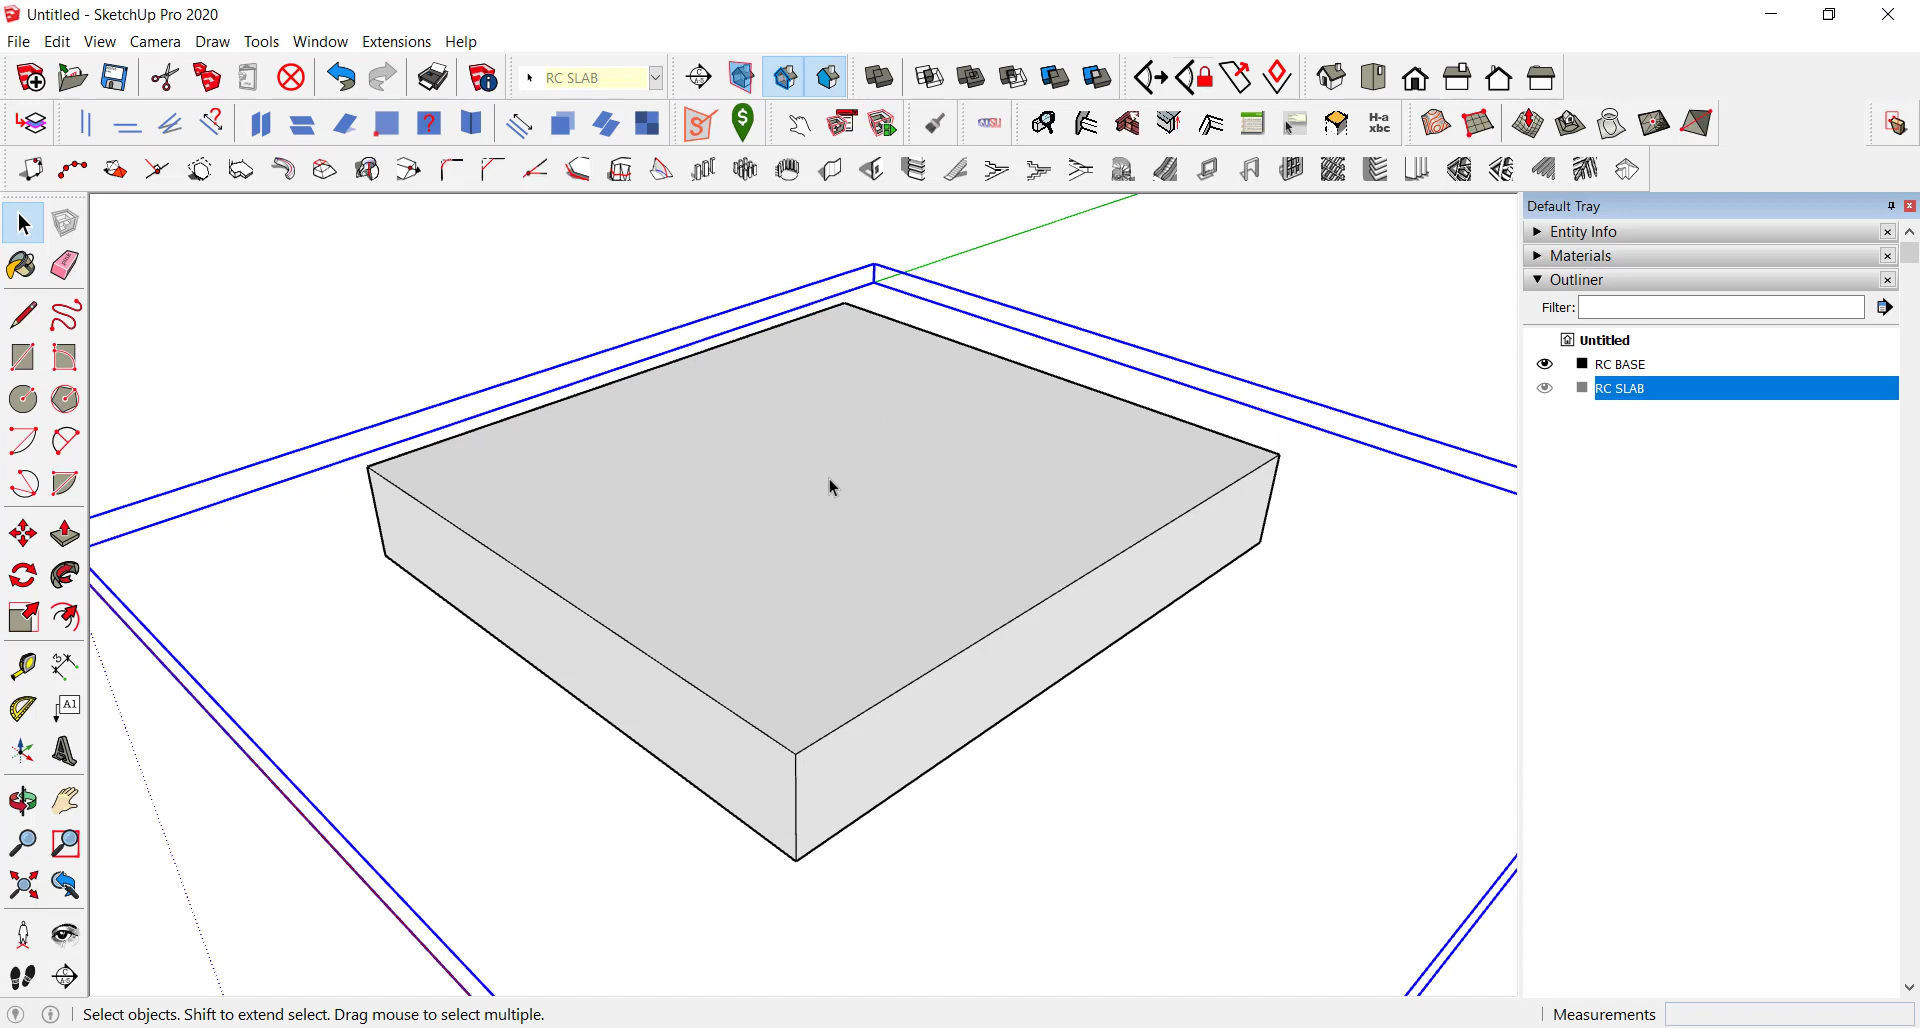 Untitled - SketchUp Pro 2020
File Edit View Camera Draw Tools Window Extensions Help
RC SLAB
H-a
xbc
Default Tray
Entity Info
Materials
Outliner
Filter:
Untitled
RC BASE
RC SLAB
A1
Select objects. Shift to extend select. Drag mouse to select multiple.
Measurements